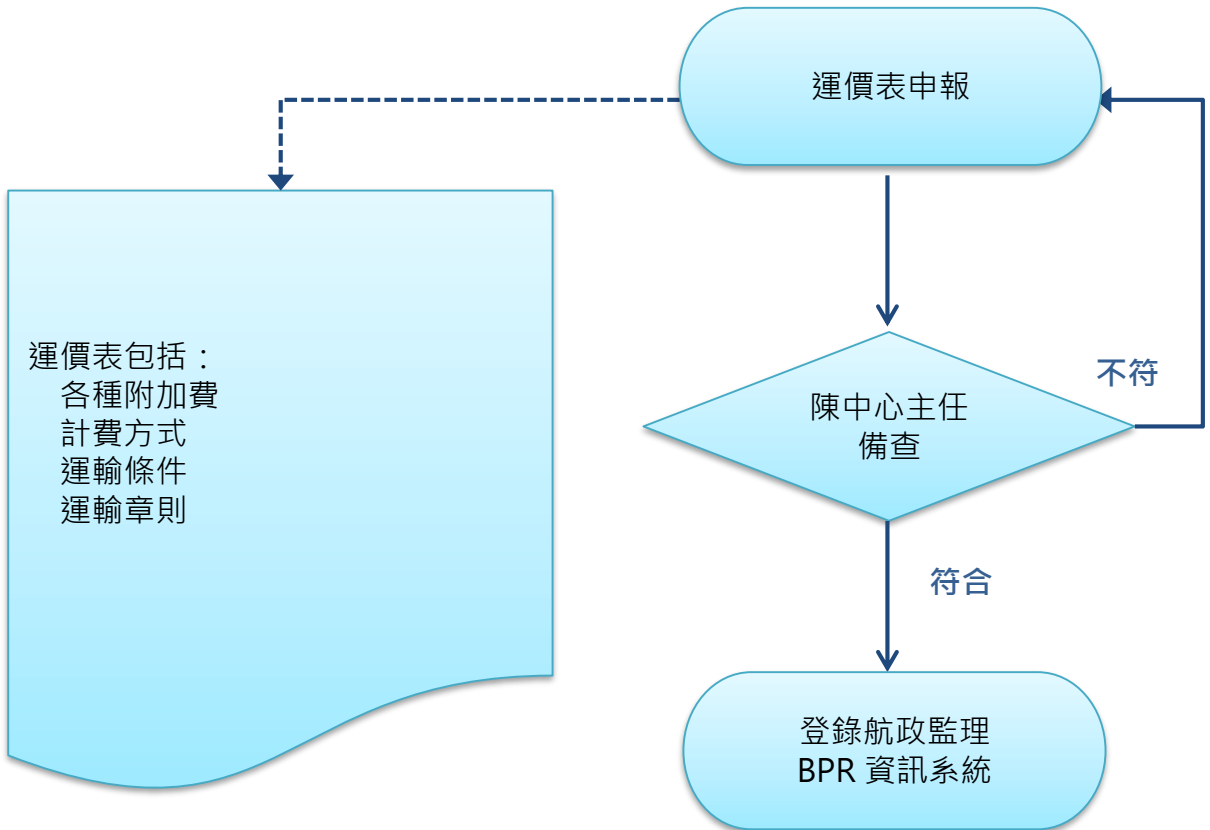 運價表申報
運價表包括：
各種附加費
計費方式
運輸條件
運輸章則
不符
陳中心主任
備查
符合
登錄航政監理
BPR 資訊系統